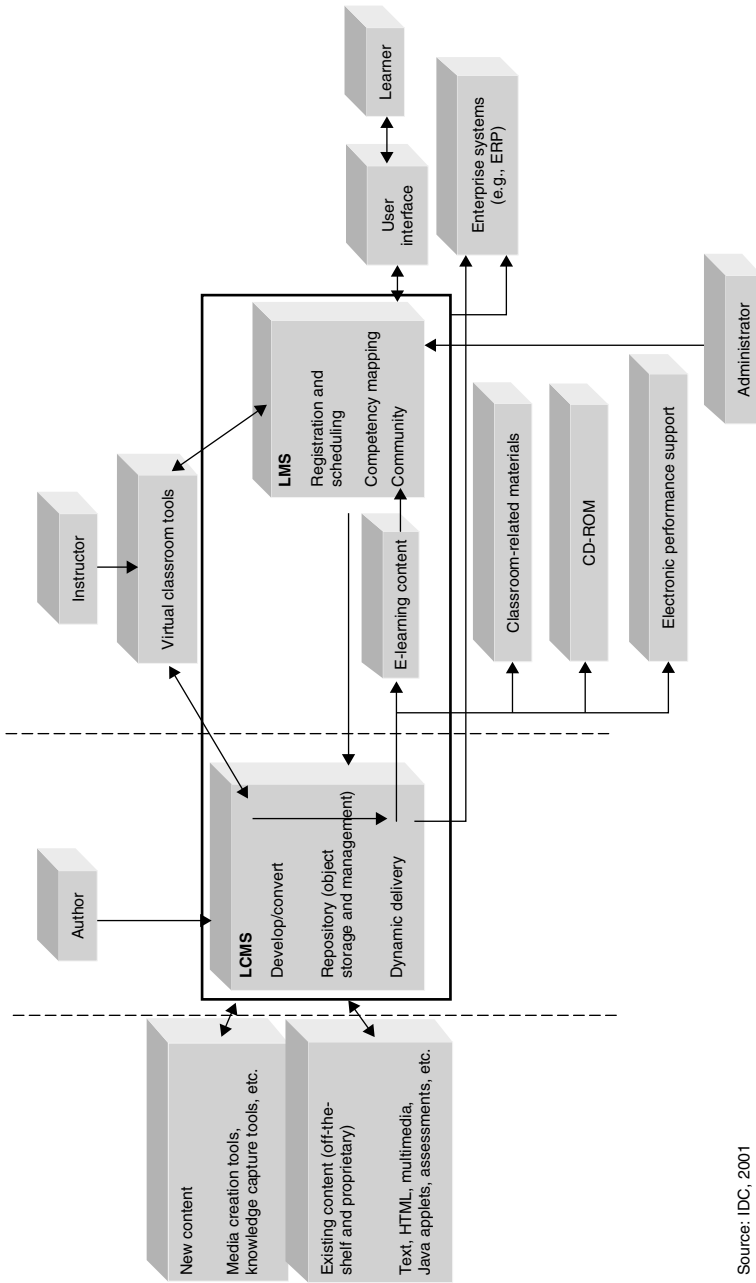 Author
Instructor
Virtual classroom tools
New content
Media creation tools,
knowledge capture tools, etc.
Existing content (off-the-
shelf and proprietary)
Text, HTML, multimedia,
Java applets, assessments, etc.
LCMS
Develop/convert
Repository (object
storage and management)
Dynamic delivery
E-learning content
LMS
Registration and
scheduling
Competency mapping
Community
User
interface
Learner
Enterprise systems
(e.g., ERP)
Classroom-related materials
CD-ROM
Electronic performance support
Administrator
Source: IDC, 2001